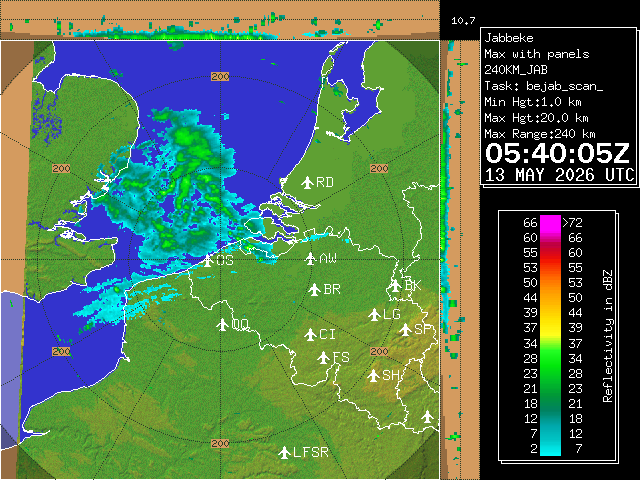 10.7
Jabbeke
Max with panels
240KM_JAB
Task: bejab_scan_
Min Hgt:1.0 km
Max Hgt:20.0 km
Max Range:240 km
05:40:05Z
13 MAY 2026 UTC
200
200
200
RD
OS
AW
BR
BK
LG
QQ
CI
SP
200
200
FS
SH
200
LFSR
66 >72
60 66
55 60
53 55
50 53
44 50
39 44
37 39
34 37
28 34
23 28
21 23
18 21
12 18
7 12
2 7
Reflectivity in dBZ